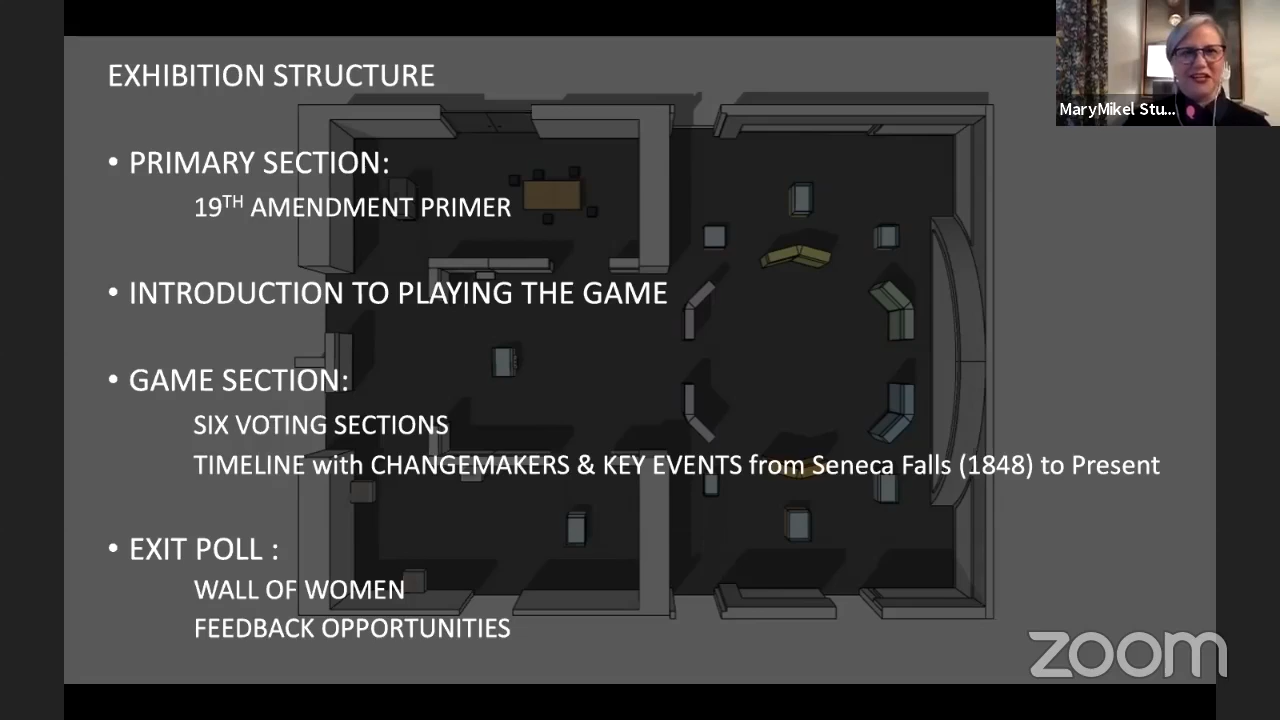 EXHIBITION STRUCTURE
MaryMikel Stu...
• PRIMARY SECTION:
19TH AMENDMENT PRIMER
• INTRODUCTION TO PLAYING THE GAME
• GAME SECTION:
SIX VOTING SECTIONS
TIMELINE with CHANGEMAKERS & KEY EVENTS from Seneca Falls (1848) to Present
• EXIT POLL :
WALL OF WOMEN
FEEDBACK OPPORTUNITIES
zoom